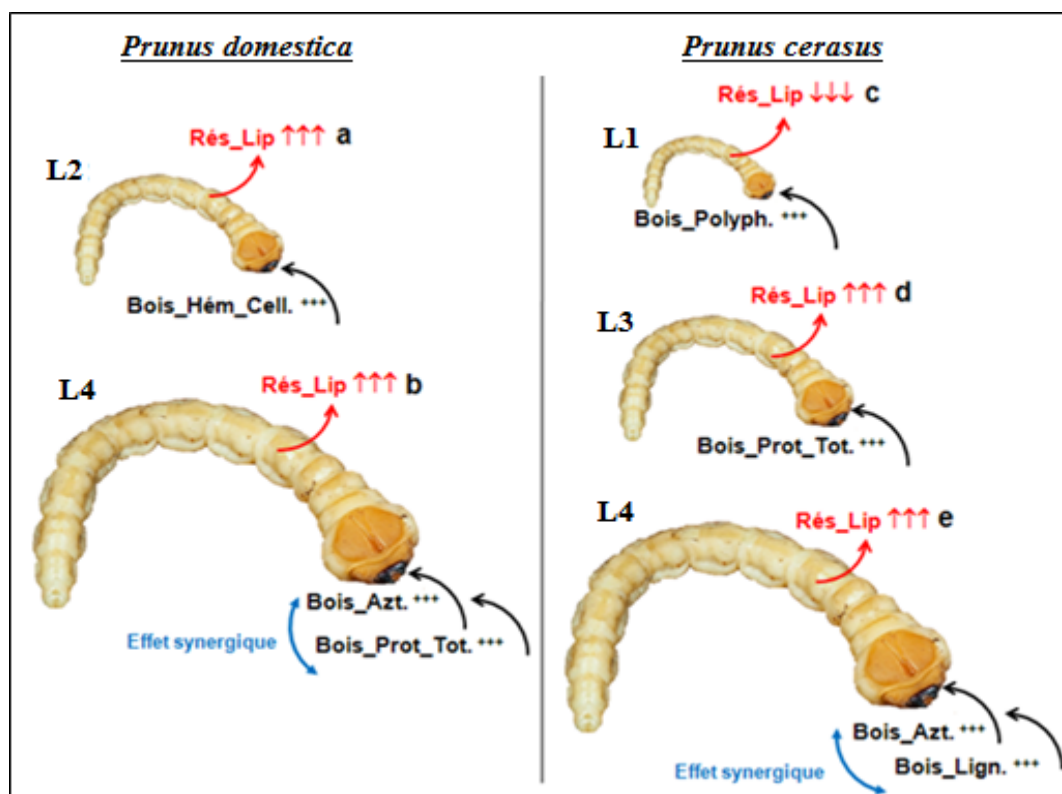 Prunus domestica
Rés_Lip ↑↑↑ a
L2
Bois_Hém_Cell. +++
Rés_Lip ↑↑↑ b
L4
Bois_Azt. +++
Effet synergique
Bois_Prot_Tot. +++
Prunus cerasus
Rés_Lip ↓↓↓ c
L1
Bois_Polyph. +++
Rés_Lip ↑↑↑ d
L3
Bois_Prot_Tot. +++
L4
Rés_Lip ↑↑↑ e
Bois_Azt. +++
Bois_Lign. +++
Effet synergique